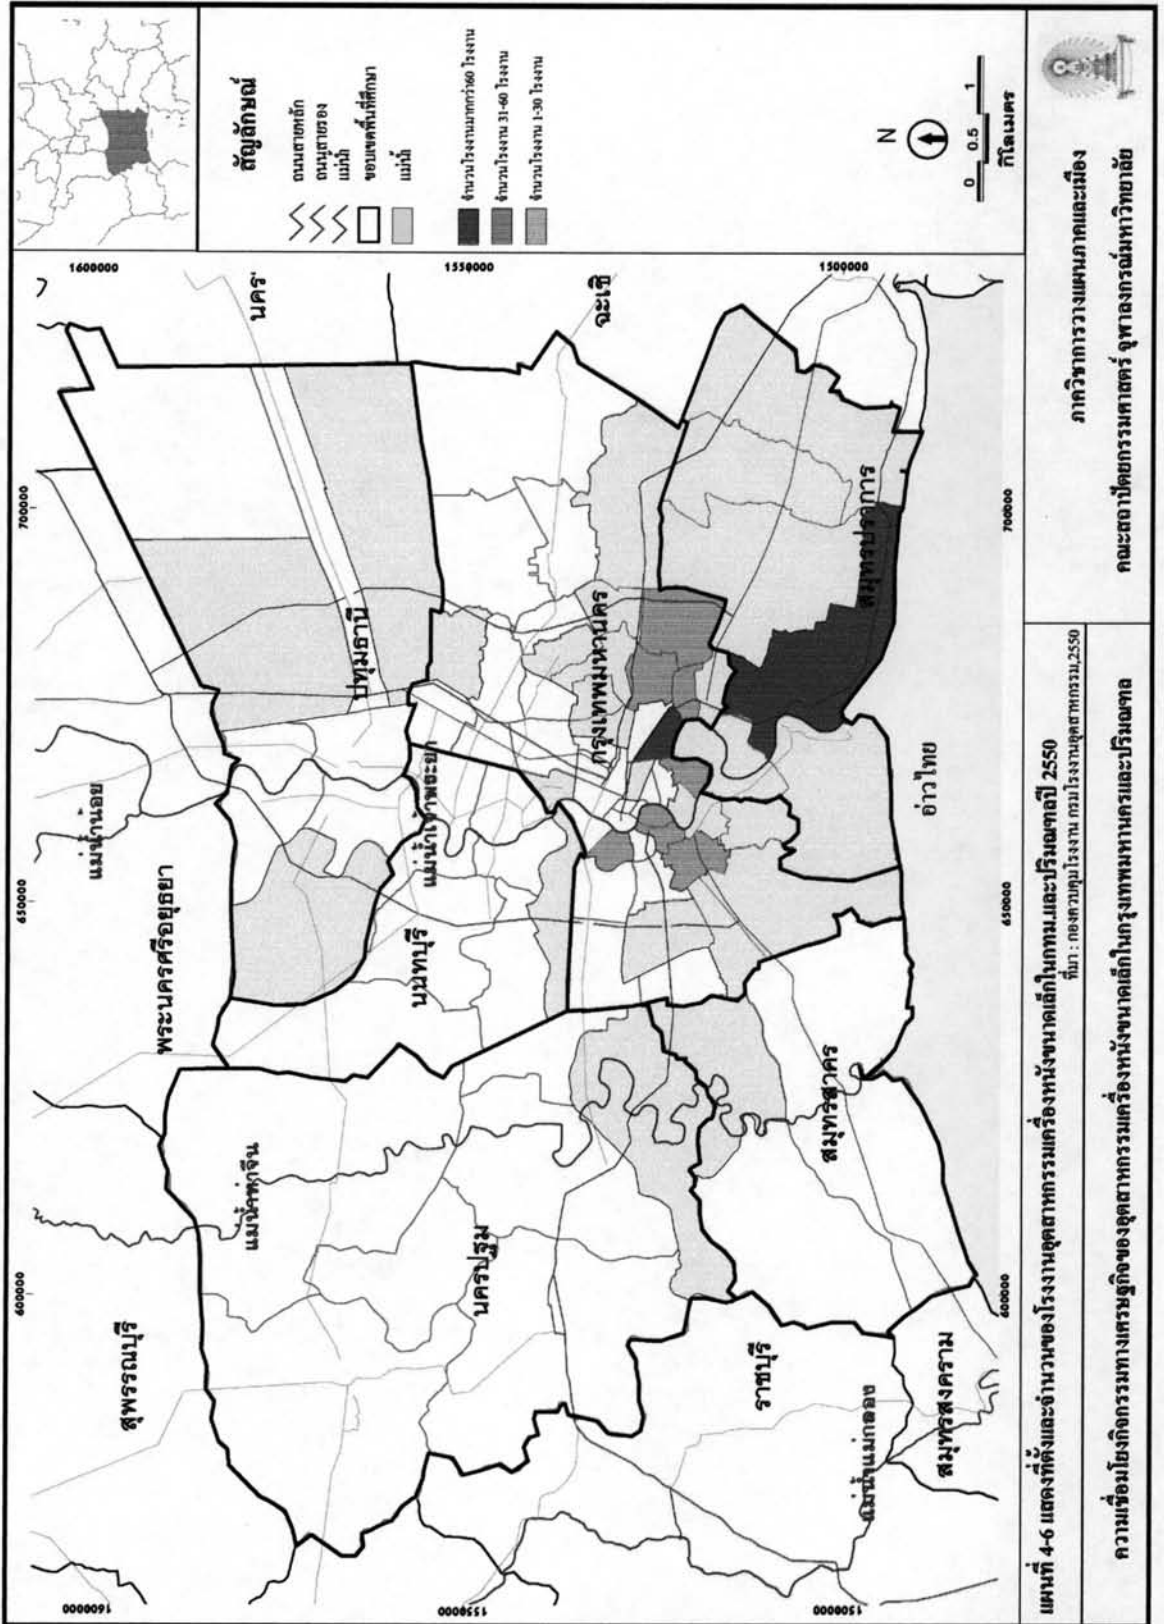 สัญลักษณ์
ถนนสายหลัก
ถนนสายรอง
แม่น้ำ
ขอบเขตพื้นที่ศึกษา
แม่น้ำ
จำนวนโรงงานมากกว่า60 โรงงาน
จำนวนโรงงาน 31-60 โรงงาน
จำนวนโรงงาน 1-30 โรงงาน
N
0 0.5 1
กิโลเมตร
600000 650000 700000
1600000
1550000
1500000
1600000
1550000
1500000
สุพรรณบุรี
พระนครศรีอยุธยา
แม่น้ำน้อย
นคร
แม่น้ำท่าจีน
ปทุมธานี
นนทบุรี
แม่น้ำเจ้าพระยา
นครปฐม
กรุงเทพมหานคร
ฉะเชิ
ราชบุรี
สมุทรสาคร
สมุทรปราการ
แม่น้ำแม่กลอง
สมุทรสงคราม
อ่าวไทย
600000 650000 700000
แผนที่ 4-6 แสดงที่ตั้งและจำนวนของโรงงานอุตสาหกรรมเครื่องหนังขนาดเล็กในกทม.และปริมณฑลปี 2550
ที่มา : กองควบคุมโรงงาน กรมโรงงานอุตสาหกรรม,2550
ความเชื่อมโยงกิจกรรมทางเศรษฐกิจของอุตสาหกรรมเครื่องหนังขนาดเล็กในกรุงเทพมหานครและปริมณฑล
ภาควิชาการวางแผนภาคและเมือง
คณะสถาปัตยกรรมศาสตร์ จุฬาลงกรณ์มหาวิทยาลัย